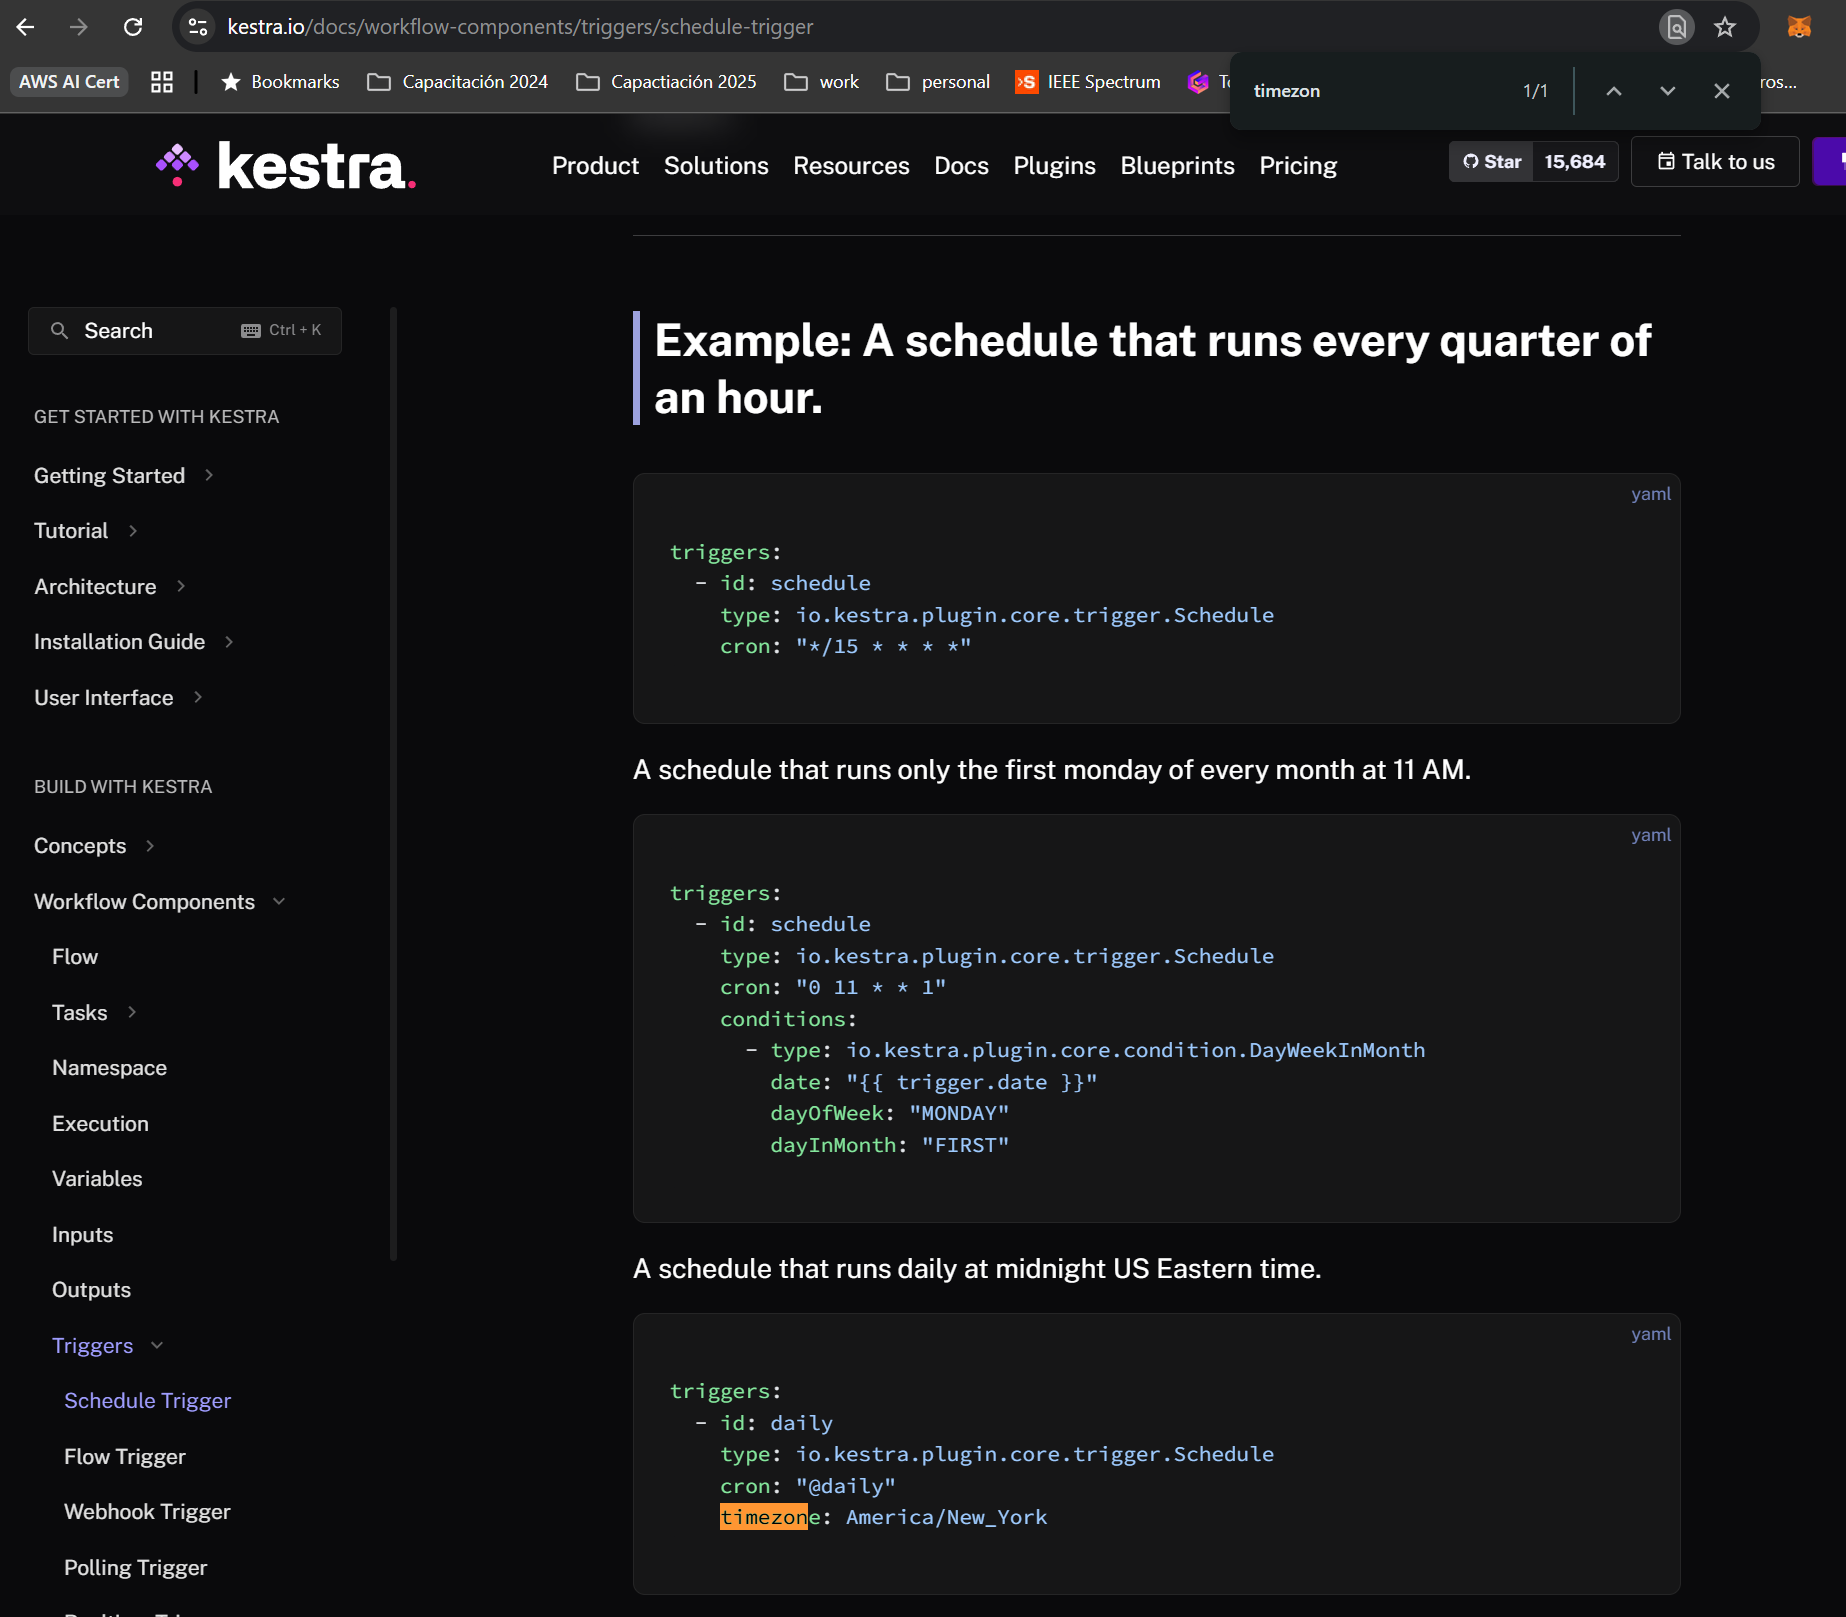 kestra.io/docs/workflow-components/triggers/schedule-trigger
AWS AI Cert
Bookmarks
Capacitación 2024
Capactiación 2025
work
personal
IEEE Spectrum
timezon
1/1
kestra.
Product
Solutions
Resources
Docs
Plugins
Blueprints
Pricing
Star
15,684
Talk to us
Search
Ctrl + K
GET STARTED WITH KESTRA
Getting Started
Tutorial
Architecture
Installation Guide
User Interface
BUILD WITH KESTRA
Concepts
Workflow Components
Flow
Tasks
Namespace
Execution
Variables
Inputs
Outputs
Triggers
Schedule Trigger
Flow Trigger
Webhook Trigger
Polling Trigger
Example: A schedule that runs every quarter of
an hour.
yaml
triggers:
- id: schedule
type: io.kestra.plugin.core.trigger.Schedule
cron: "*/15 * * * *"
A schedule that runs only the first monday of every month at 11 AM.
yaml
triggers:
- id: schedule
type: io.kestra.plugin.core.trigger.Schedule
cron: "0 11 * * 1"
conditions:
- type: io.kestra.plugin.core.condition.DayWeekInMonth
date: "{{ trigger.date }}"
dayOfWeek: "MONDAY"
dayInMonth: "FIRST"
A schedule that runs daily at midnight US Eastern time.
yaml
triggers:
- id: daily
type: io.kestra.plugin.core.trigger.Schedule
cron: "@daily"
timezone: America/New_York